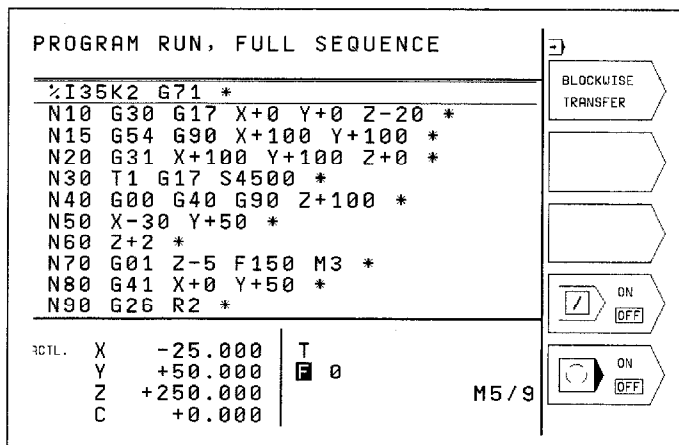 PROGRAM RUN, FULL SEQUENCE
%I35K2 G71 *
N10 G30 G17 X+0 Y+0 Z-20 *
N15 G54 G90 X+100 Y+100 *
N20 G31 X+100 Y+100 Z+0 *
N30 T1 G17 S4500 *
N40 G00 G40 G90 Z+100 *
N50 X-30 Y+50 *
N60 Z+2 *
N70 G01 Z-5 F150 M3 *
N80 G41 X+0 Y+50 *
N90 G26 R2 *
ACTL. X -25.000 T
Y +50.000 F 0
Z +250.000
C +0.000 M5/9
BLOCKWISE
TRANSFER
ON
OFF
ON
OFF